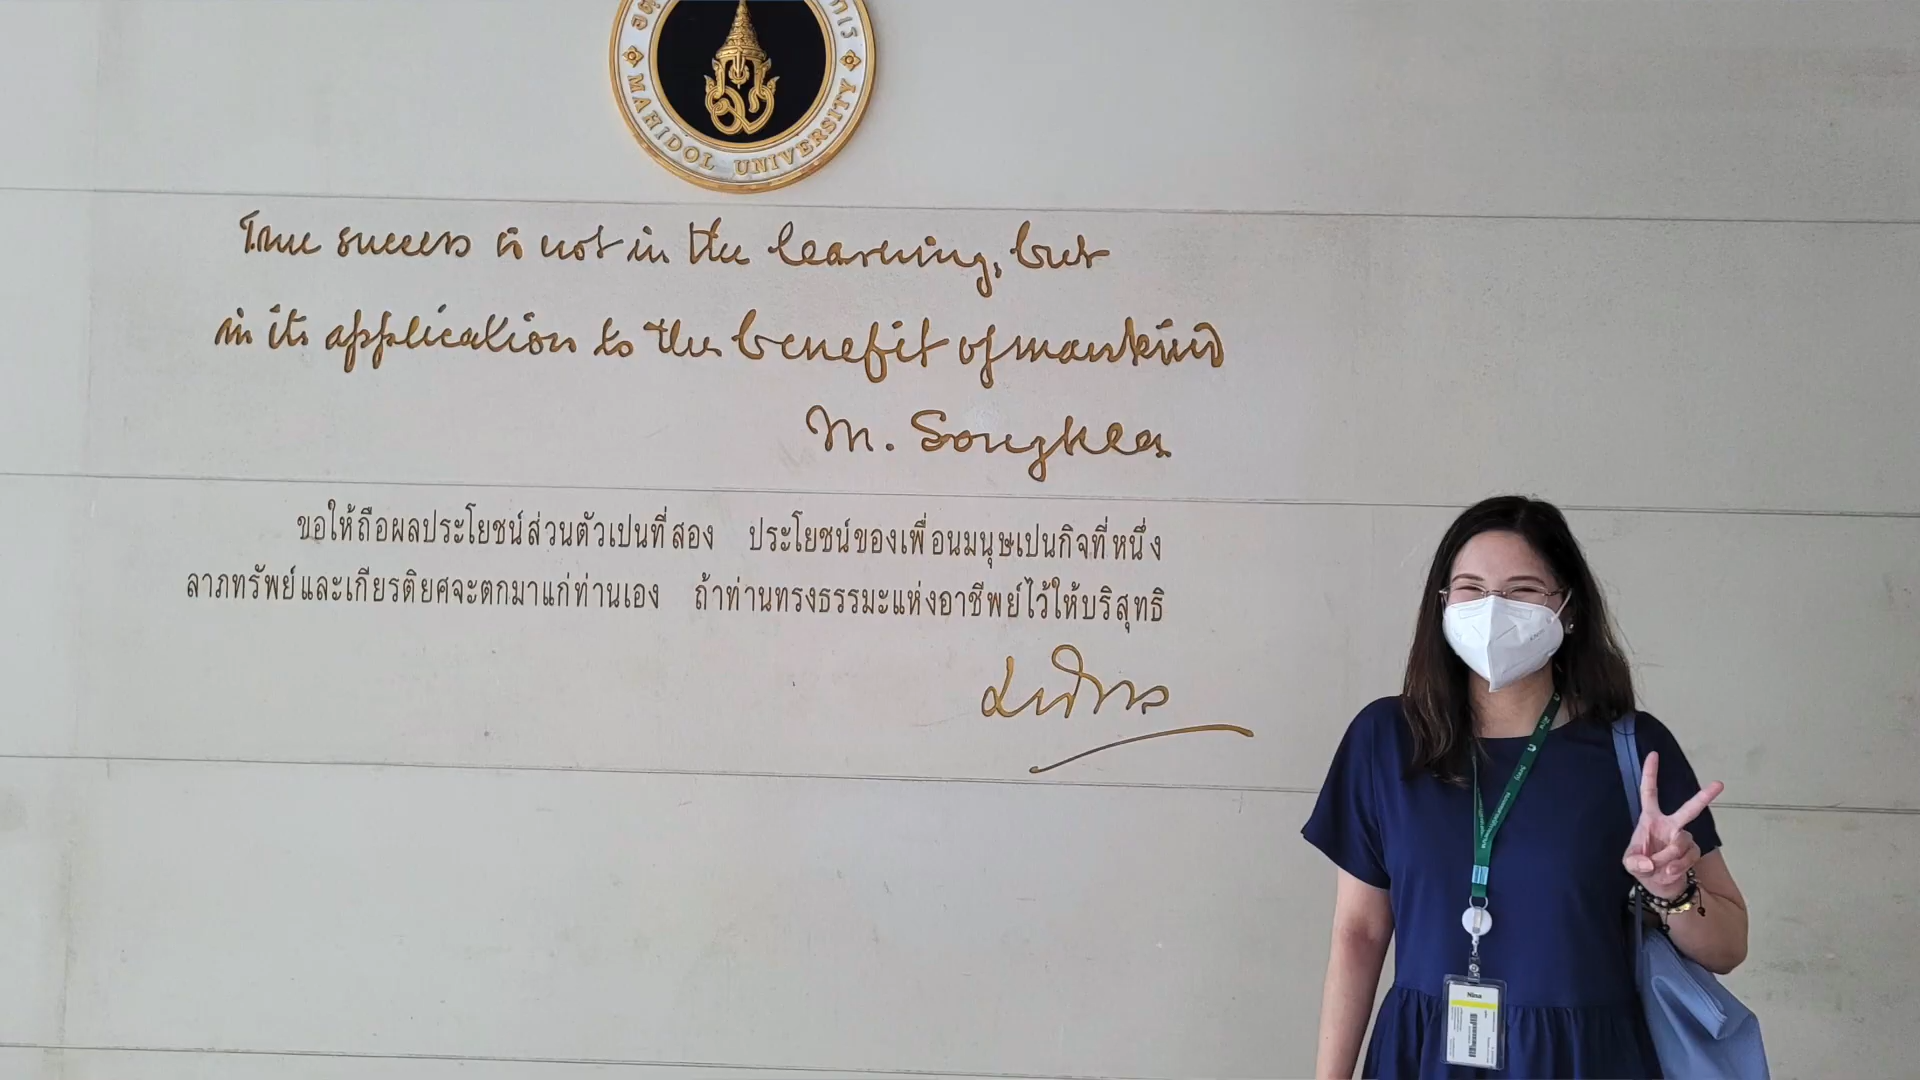 MAHIDOL UNIVERSITY
True success is not in the learning, but
in its application to the benefit of mankind
M. Songkla
ขอให้ถือผลประโยชน์ส่วนตัวเปนที่สอง ประโยชน์ของเพื่อนมนุษเปนกิจที่หนึ่ง
ลาภทรัพย์และเกียรติยศจะตกมาแก่ท่านเอง ถ้าท่านทรงธรรมะแห่งอาชีพย์ไว้ให้บริสุทธิ
Nina